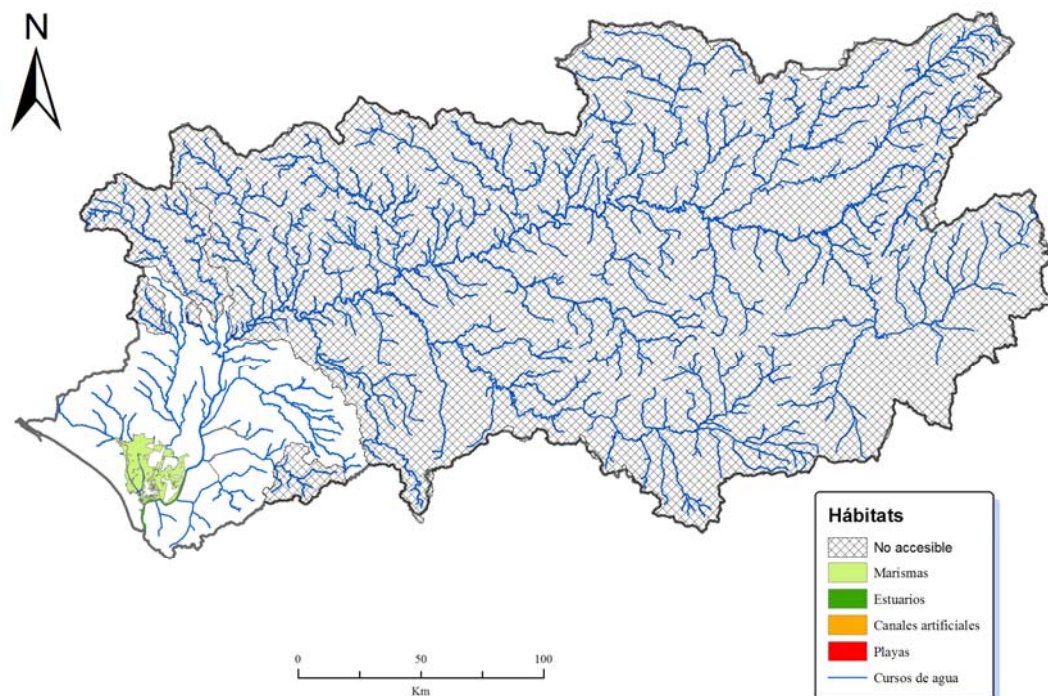 N
Hábitats
No accesible
Marismas
Estuarios
Canales artificiales
Playas
Cursos de agua
0 50 100
Km